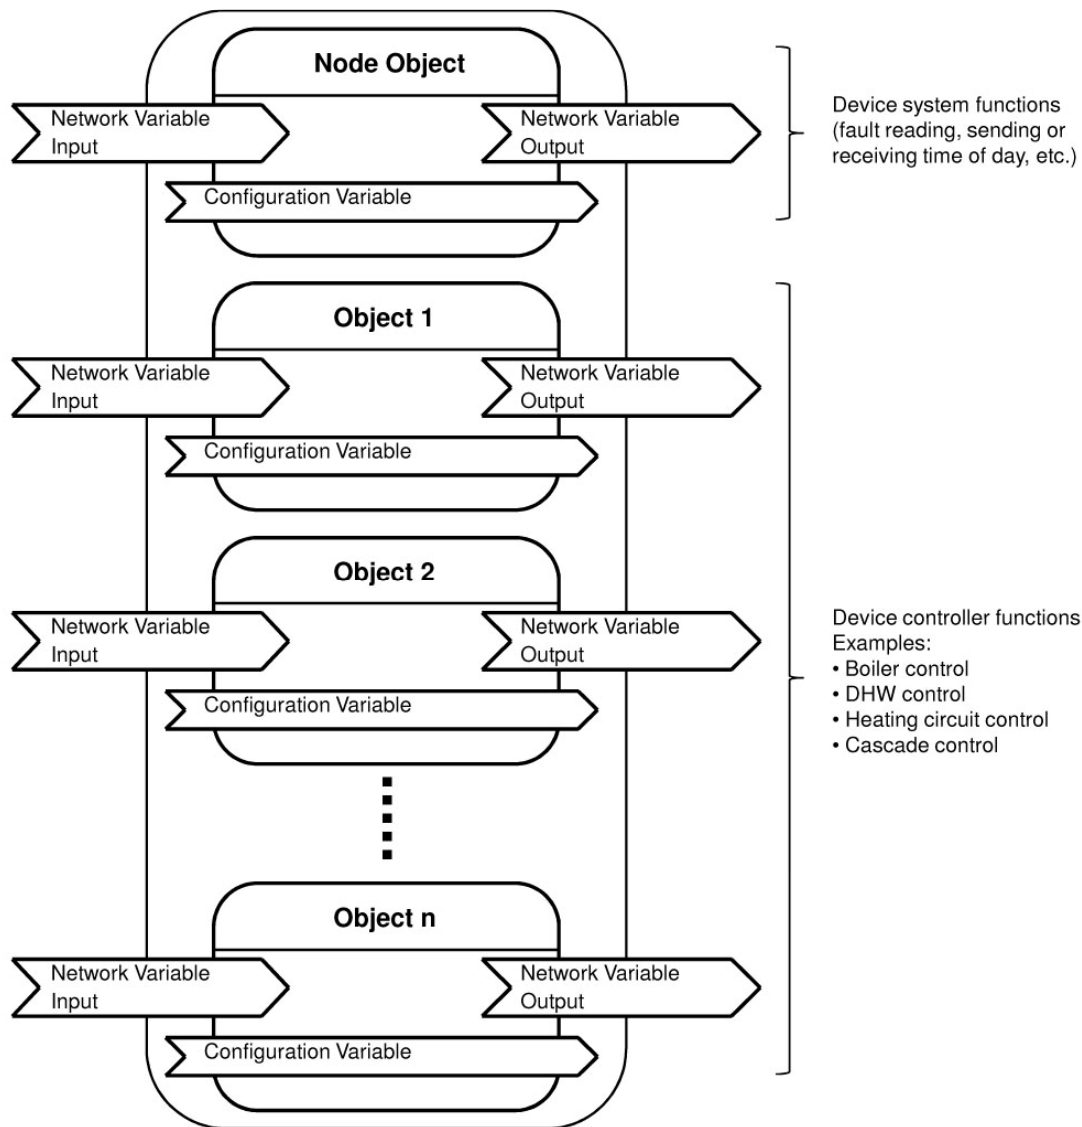 Node Object
Network Variable
Input
Network Variable
Output
Configuration Variable
Device system functions
(fault reading, sending or
receiving time of day, etc.)
Object 1
Network Variable
Input
Network Variable
Output
Configuration Variable
Object 2
Network Variable
Input
Network Variable
Output
Configuration Variable
Device controller functions
Examples:
• Boiler control
• DHW control
• Heating circuit control
• Cascade control
Object n
Network Variable
Input
Network Variable
Output
Configuration Variable